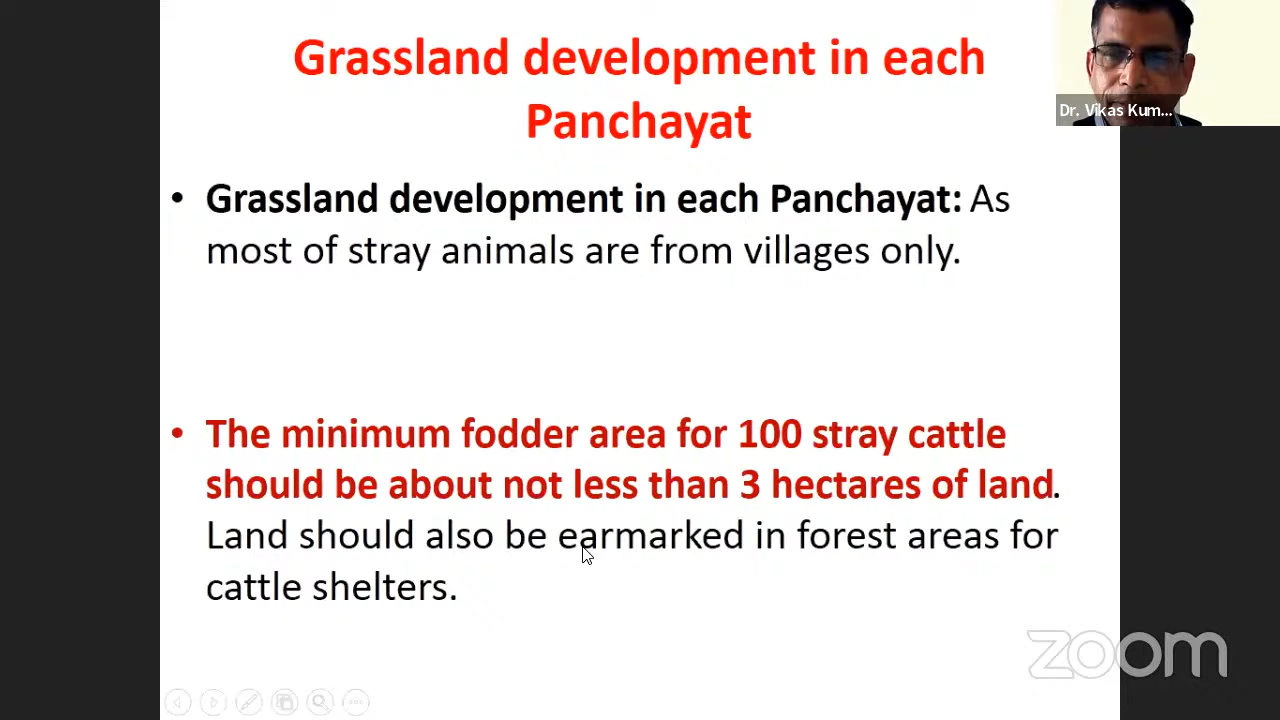 Grassland development in each
Panchayat
Dr. Vikas Kum...
• Grassland development in each Panchayat: As
most of stray animals are from villages only.
• The minimum fodder area for 100 stray cattle
should be about not less than 3 hectares of land.
Land should also be earmarked in forest areas for
cattle shelters.
zoom